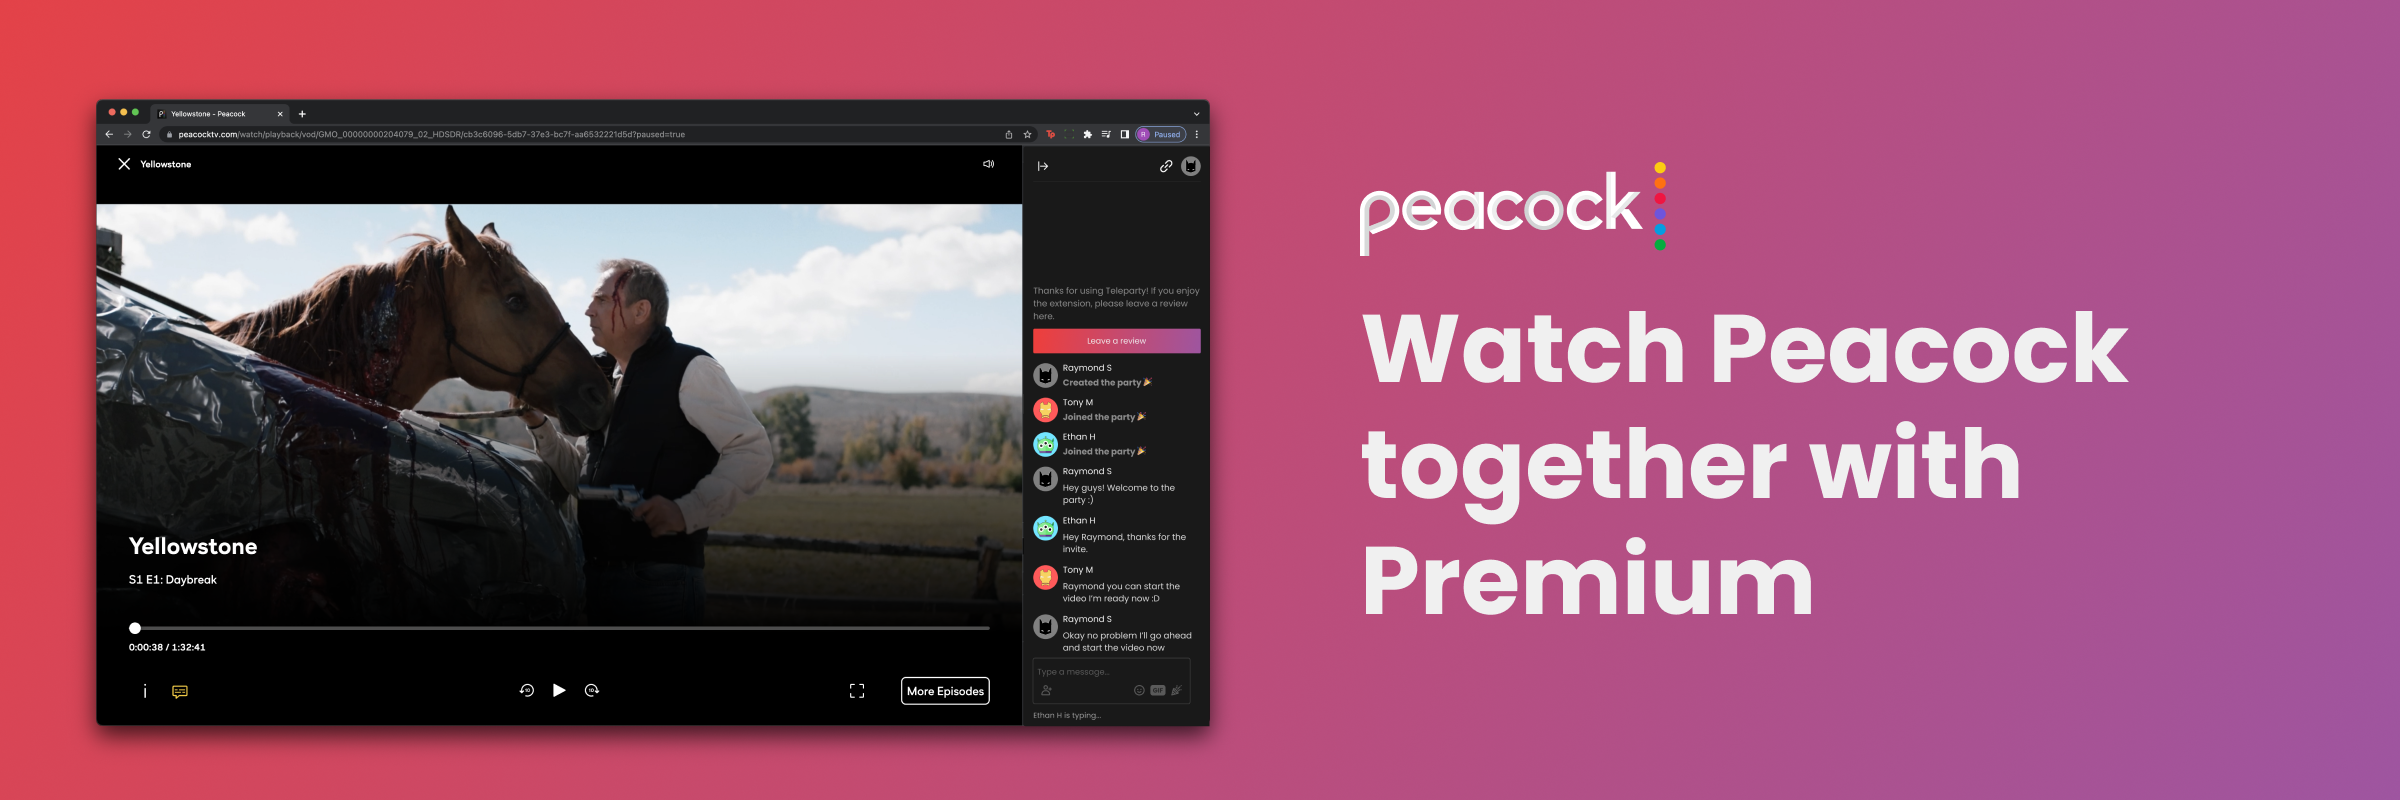 Yellowstone - Peacock
peacocktv.com/watch/playback/vod/GMO_00000000204079_02_HDSDR/cb3c6096-5db7-37e3-bc7f-aa6532221d5d?paused=true
Tp
R Paused
Yellowstone
Yellowstone
S1 E1: Daybreak
0:00:38 / 1:32:41
i
10
10
More Episodes
Thanks for using Teleparty! If you enjoy
the extension, please leave a review
here.
Leave a review
Raymond S
Created the party 🎉
Tony M
Joined the party 🎉
Ethan H
Joined the party 🎉
Raymond S
Hey guys! Welcome to the
party :)
Ethan H
Hey Raymond, thanks for the
invite.
Tony M
Raymond you can start the
video I'm ready now :D
Raymond S
Okay no problem I'll go ahead
and start the video now
Type a message...
GIF
Ethan H is typing...
peacock
Watch Peacock
together with
Premium